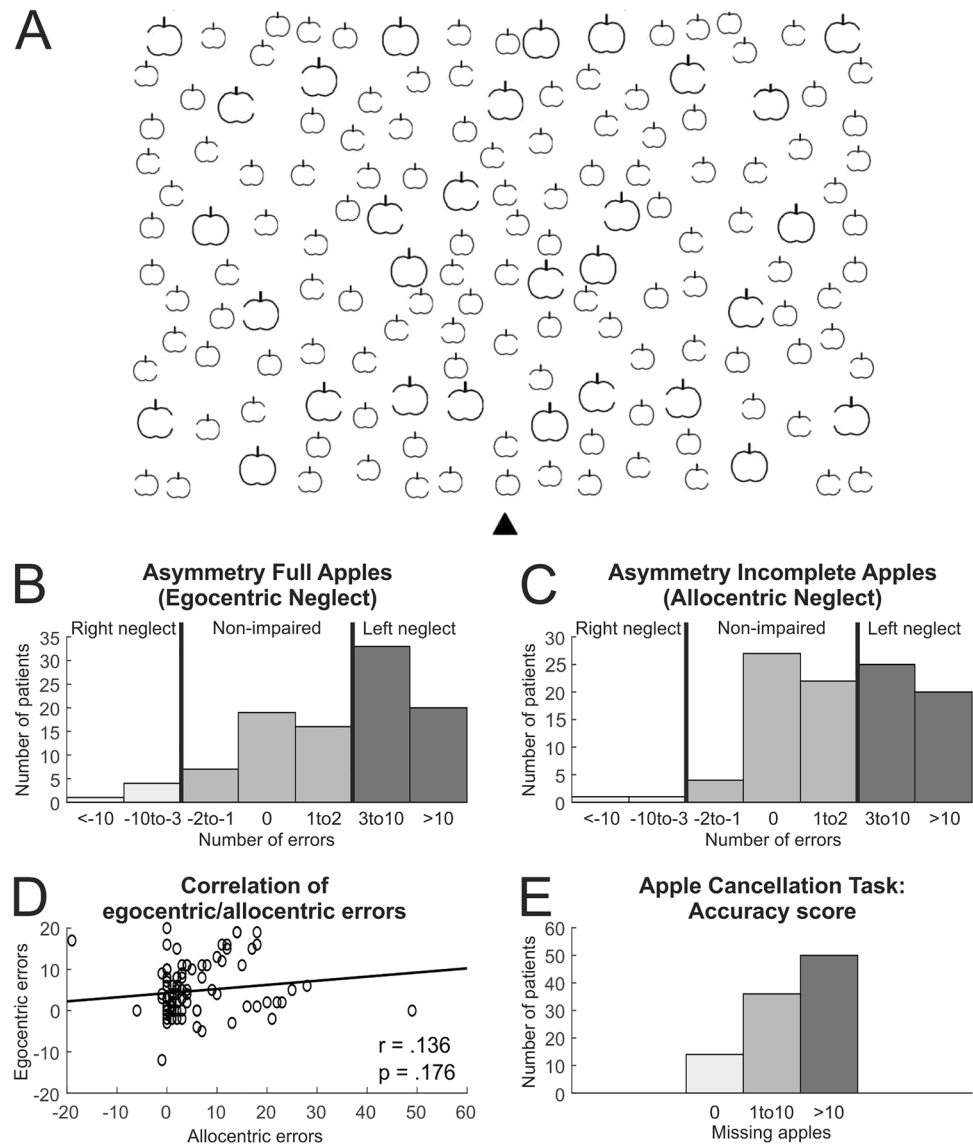 A
B
Asymmetry Full Apples
(Egocentric Neglect)
Right neglect Non-impaired Left neglect
Number of patients
35
30
25
20
15
10
5
0
<-10 -10to-3 -2to-1 0 1to2 3to10 >10
Number of errors
C
Asymmetry Incomplete Apples
(Allocentric Neglect)
Right neglect Non-impaired Left neglect
Number of patients
30
25
20
15
10
5
0
<-10 -10to-3 -2to-1 0 1to2 3to10 >10
Number of errors
D
Correlation of
egocentric/allocentric errors
Egocentric errors
20
10
0
-10
-20
r = .136
p = .176
-20 -10 0 10 20 30 40 50 60
Allocentric errors
E
Apple Cancellation Task:
Accuracy score
Number of patients
60
50
40
30
20
10
0
0 1to10 >10
Missing apples